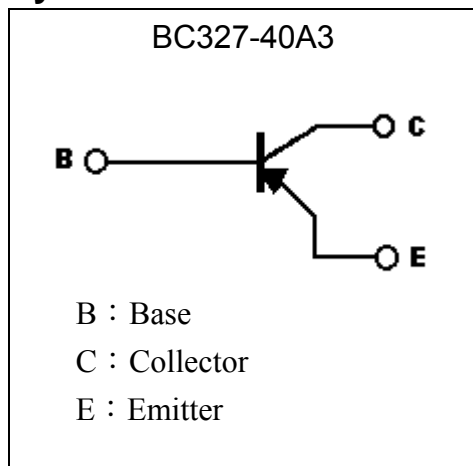 BC327-40A3
C
B
E
B：Base
C：Collector
E：Emitter